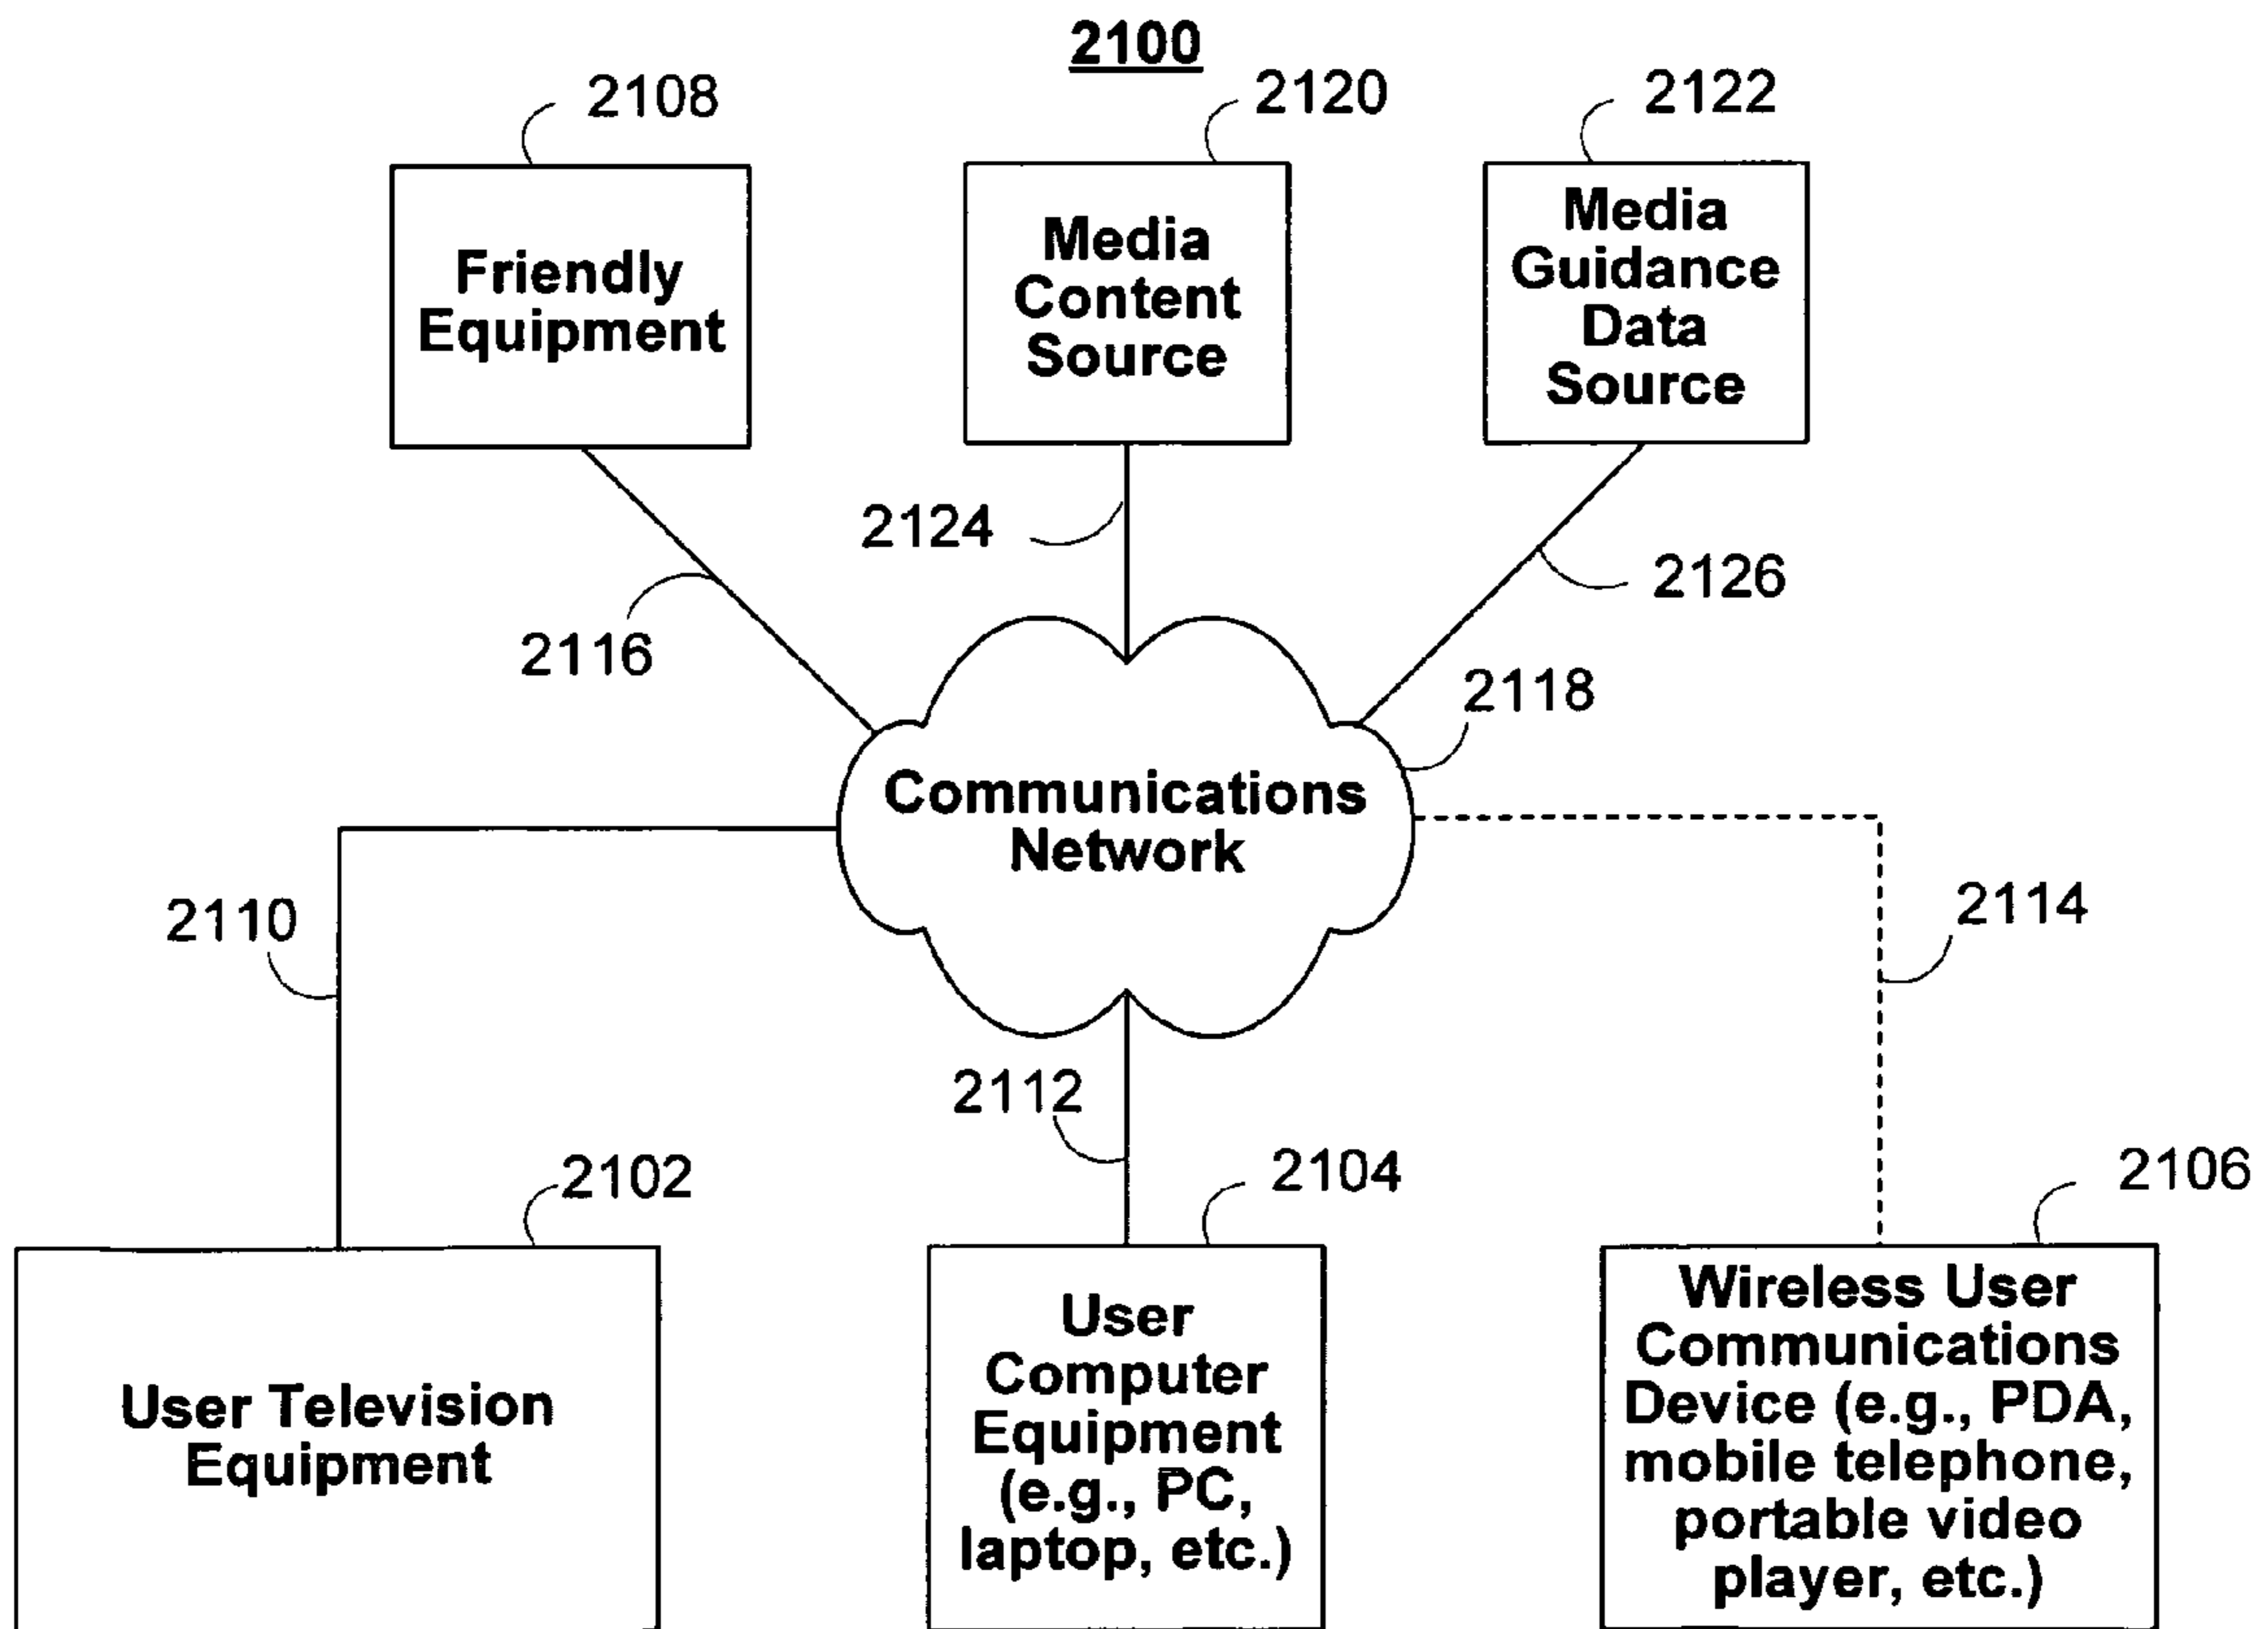 2100
2108
2120
2122
Friendly
Equipment
Media
Content
Source
Media
Guidance
Data
Source
2124
2126
2116
2118
Communications
Network
2110
2114
2112
2102
2104
2106
User Television
Equipment
User
Computer
Equipment
(e.g., PC,
laptop, etc.)
Wireless User
Communications
Device (e.g., PDA,
mobile telephone,
portable video
player, etc.)